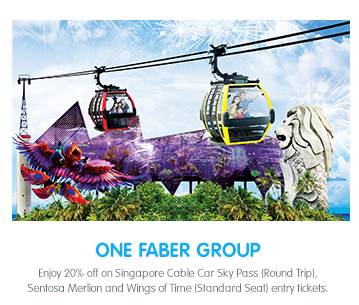 ONE FABER GROUP
Enjoy 20% off on Singapore Cable Car Sky Pass (Round Trip),
Sentosa Merlion and Wings of Time (Standard Seat) entry tickets.